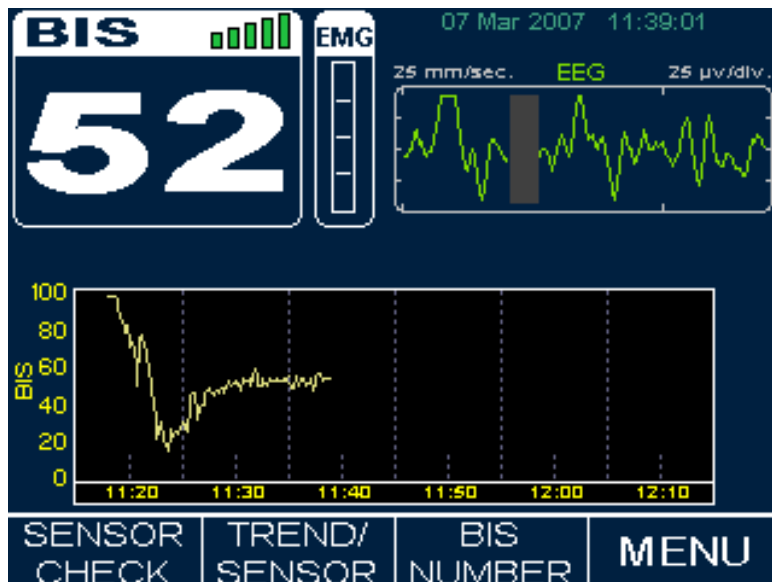 BIS
EMG
07 Mar 2007 11:39:01
25 mm/sec. EEG 25 µv/div.
52
100
80
60
40
20
0
BIS
11:20 11:30 11:40 11:50 12:00 12:10
SENSOR CHECK
TREND/ SENSOR
BIS NUMBER
MENU